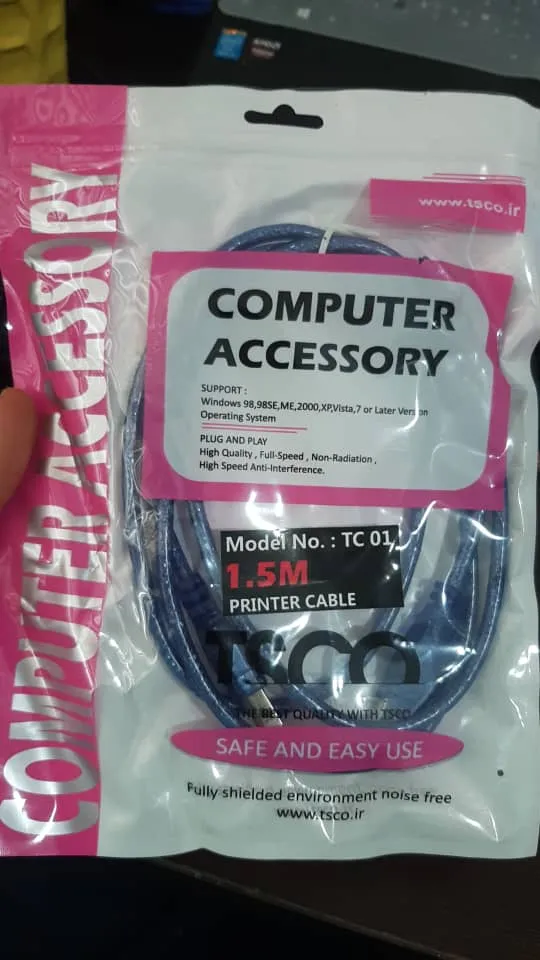 www.tsco.ir
COMPUTER ACCESSORY
COMPUTER
ACCESSORY
SUPPORT :
Windows 98,98SE,ME,2000,XP,Vista,7 or Later Version
Operating System
PLUG AND PLAY
High Quality , Full-Speed , Non-Radiation ,
High Speed Anti-Interference.
Model No. : TC 01
1.5M
PRINTER CABLE
TSCO
THE BEST QUALITY WITH TSCO
SAFE AND EASY USE
Fully shielded environment noise free
www.tsco.ir